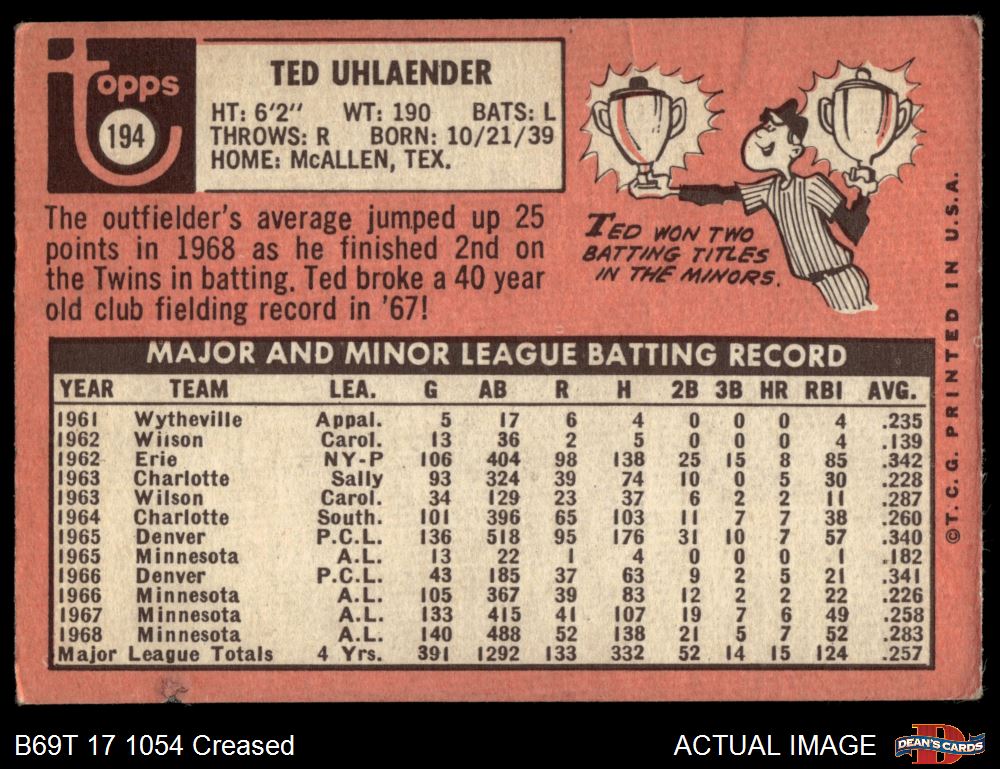 Topps
194
TED UHLAENDER
HT: 6'2" WT: 190 BATS: L
THROWS: R BORN: 10/21/39
HOME: McALLEN, TEX.
The outfielder's average jumped up 25
points in 1968 as he finished 2nd on
the Twins in batting. Ted broke a 40 year
old club fielding record in '67!
TED WON TWO
BATTING TITLES
IN THE MINORS.
MAJOR AND MINOR LEAGUE BATTING RECORD
YEAR TEAM LEA. G AB R H 2B 3B HR RBI AVG.
1961 Wytheville Appal. 5 17 6 4 0 0 0 4 .235
1962 Wilson Carol. 13 36 2 5 0 0 0 4 .139
1962 Erie NY-P 106 404 98 138 25 15 8 85 .342
1963 Charlotte Sally 93 324 39 74 10 0 5 30 .228
1963 Wilson Carol. 34 129 23 37 6 2 2 11 .287
1964 Charlotte South. 101 396 65 103 11 7 7 38 .260
1965 Denver P.C.L. 136 518 95 176 31 10 7 57 .340
1965 Minnesota A.L. 13 22 1 4 0 0 0 1 .182
1966 Denver P.C.L. 43 185 37 63 9 2 5 21 .341
1966 Minnesota A.L. 105 367 39 83 12 2 2 22 .226
1967 Minnesota A.L. 133 415 41 107 19 7 6 49 .258
1968 Minnesota A.L. 140 488 52 138 21 5 7 52 .283
Major League Totals 4 Yrs. 391 1292 133 332 52 14 15 124 .257
©T.C.G. PRINTED IN U.S.A.
B69T 17 1054 Creased
ACTUAL IMAGE
D
DEAN'S CARDS